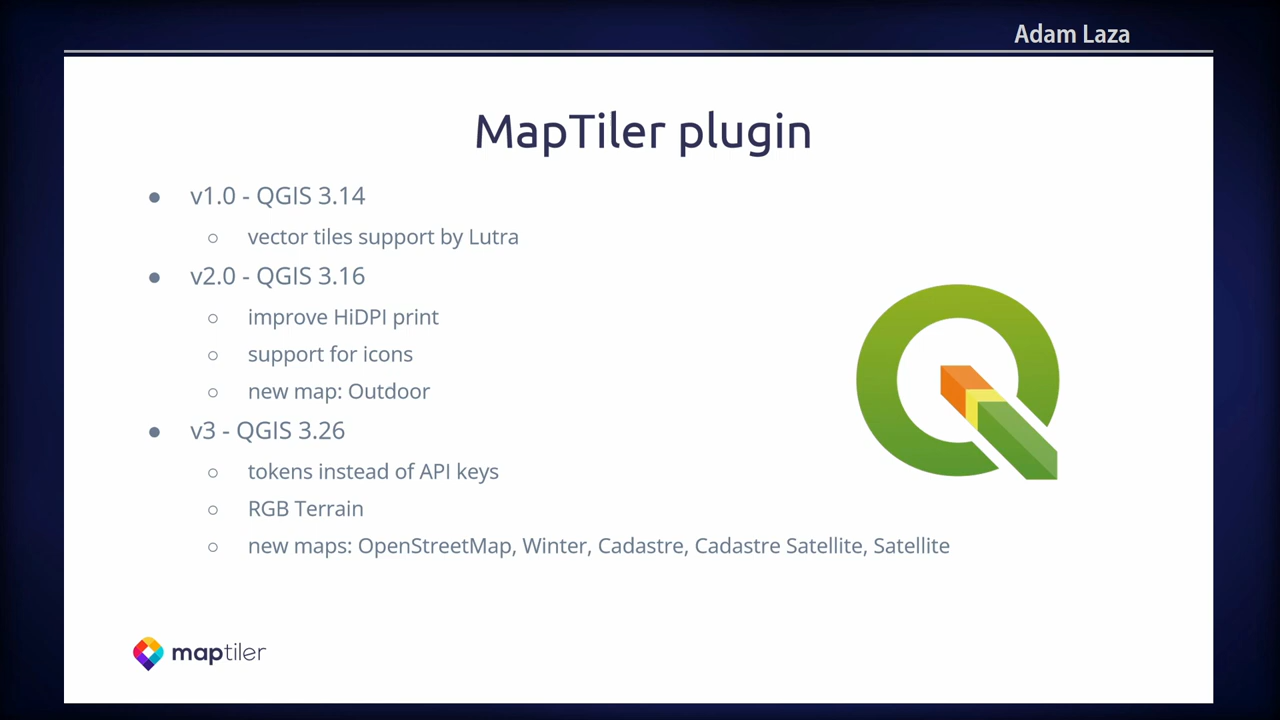 Adam Laza
MapTiler plugin
● v1.0 - QGIS 3.14
○ vector tiles support by Lutra
● v2.0 - QGIS 3.16
○ improve HiDPI print
○ support for icons
○ new map: Outdoor
● v3 - QGIS 3.26
○ tokens instead of API keys
○ RGB Terrain
○ new maps: OpenStreetMap, Winter, Cadastre, Cadastre Satellite, Satellite
maptiler